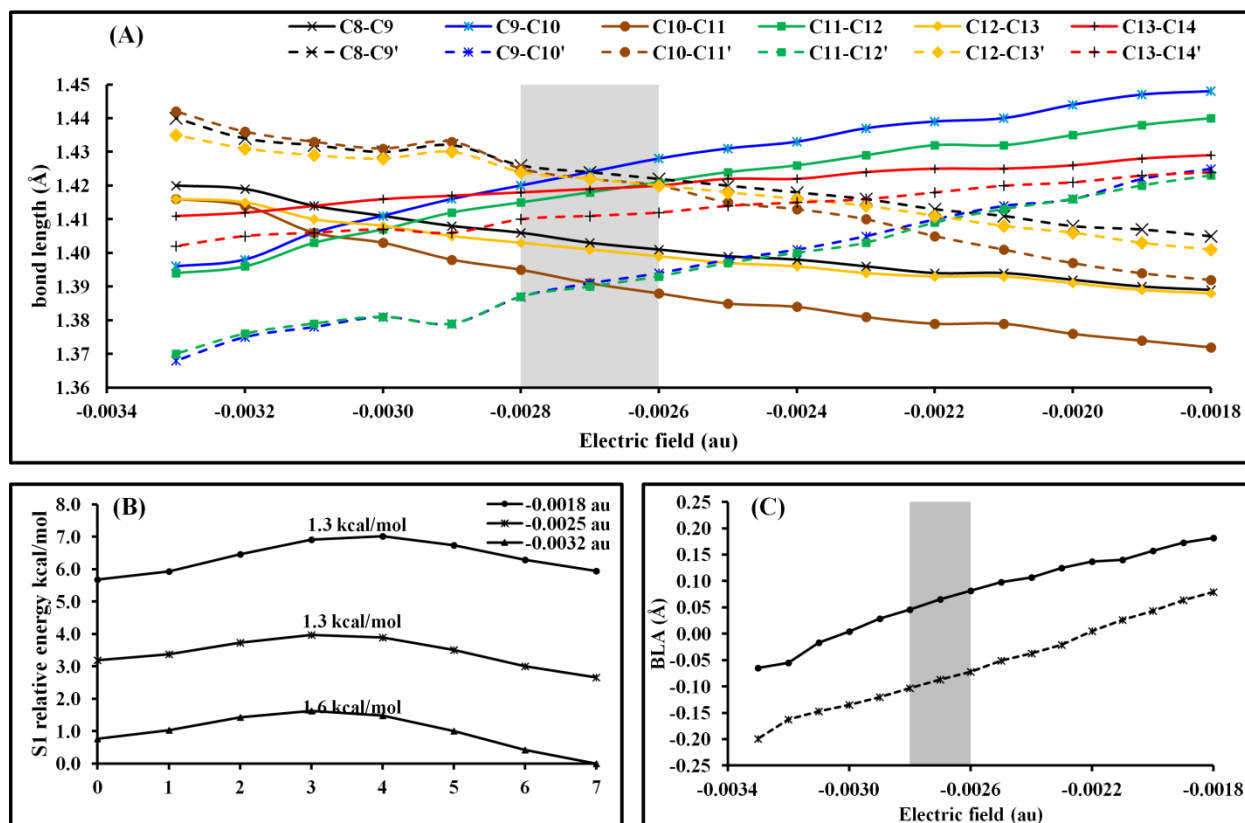 (A)
C8-C9 C9-C10 C10-C11 C11-C12 C12-C13 C13-C14
C8-C9' C9-C10' C10-C11' C11-C12' C12-C13' C13-C14'
1.45
1.44
1.43
1.42
1.41
1.40
1.39
1.38
1.37
1.36
bond length (Å)
-0.0034 -0.0032 -0.0030 -0.0028 -0.0026 -0.0024 -0.0022 -0.0020 -0.0018
Electric field (au)
(B)
-0.0018 au
-0.0025 au
-0.0032 au
8.0
7.0
6.0
5.0
4.0
3.0
2.0
1.0
0.0
S1 relative energy kcal/mol
1.3 kcal/mol
1.3 kcal/mol
1.6 kcal/mol
0 1 2 3 4 5 6 7
(C)
0.25
0.20
0.15
0.10
0.05
0.00
-0.05
-0.10
-0.15
-0.20
-0.25
BLA (Å)
-0.0034 -0.0030 -0.0026 -0.0022 -0.0018
Electric field (au)